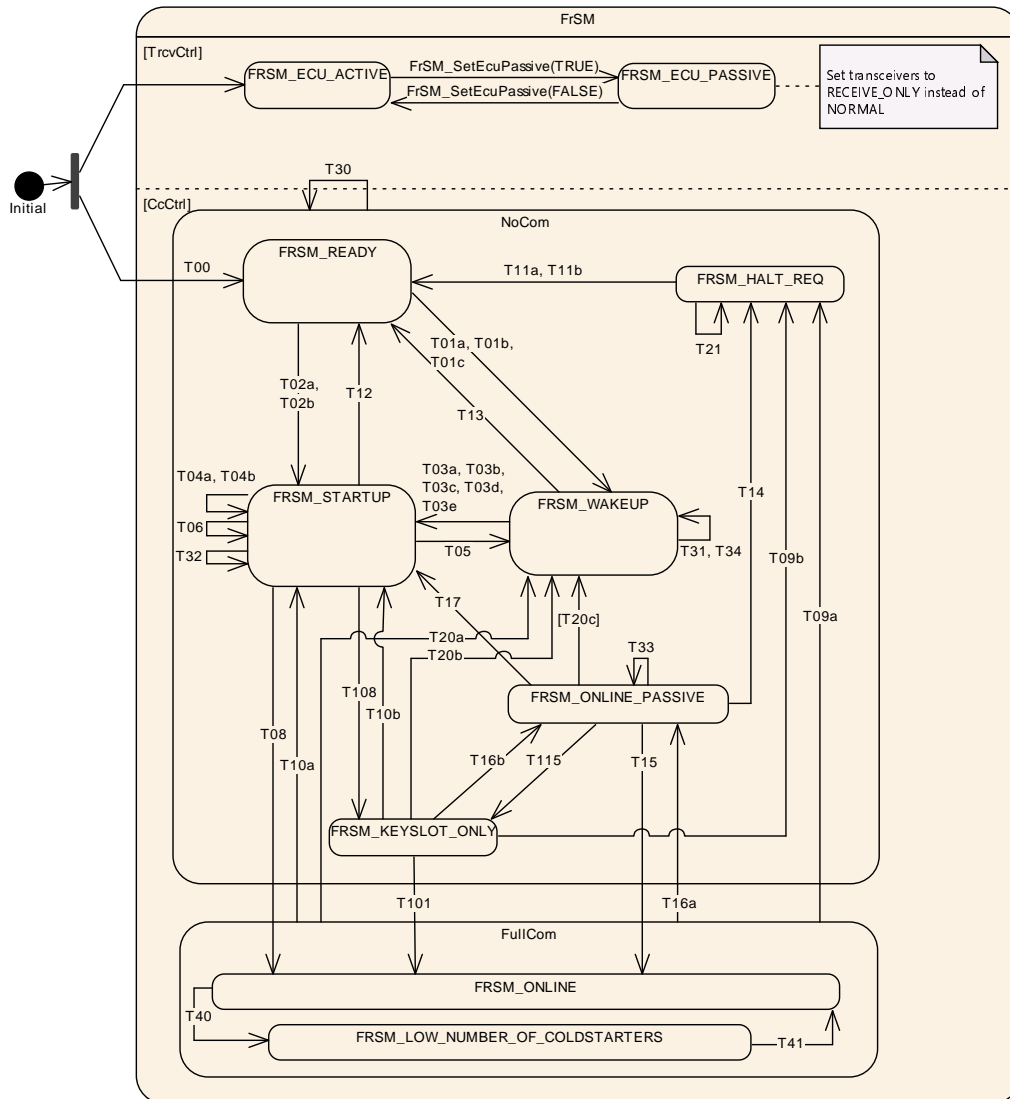 FrSM
[TrcvCtrl]
FRSM_ECU_ACTIVE
FrSM_SetEcuPassive(TRUE)
FrSM_SetEcuPassive(FALSE)
FRSM_ECU_PASSIVE
Set transceivers to
RECEIVE_ONLY instead of
NORMAL
Initial
[CcCtrl]
T30
NoCom
T00
FRSM_READY
T11a, T11b
FRSM_HALT_REQ
T21
T01a, T01b,
T01c
T02a,
T02b
T12
T13
T04a, T04b
T06
T32
FRSM_STARTUP
T03a, T03b,
T03c, T03d,
T03e
T05
FRSM_WAKEUP
T31, T34
T14
T09b
T09a
T17
[T20c]
T20a
T20b
T33
FRSM_ONLINE_PASSIVE
T108
T10b
T08
T10a
T16b
T115
T15
FRSM_KEYSLOT_ONLY
T101
T16a
FullCom
FRSM_ONLINE
T40
FRSM_LOW_NUMBER_OF_COLDSTARTERS
T41